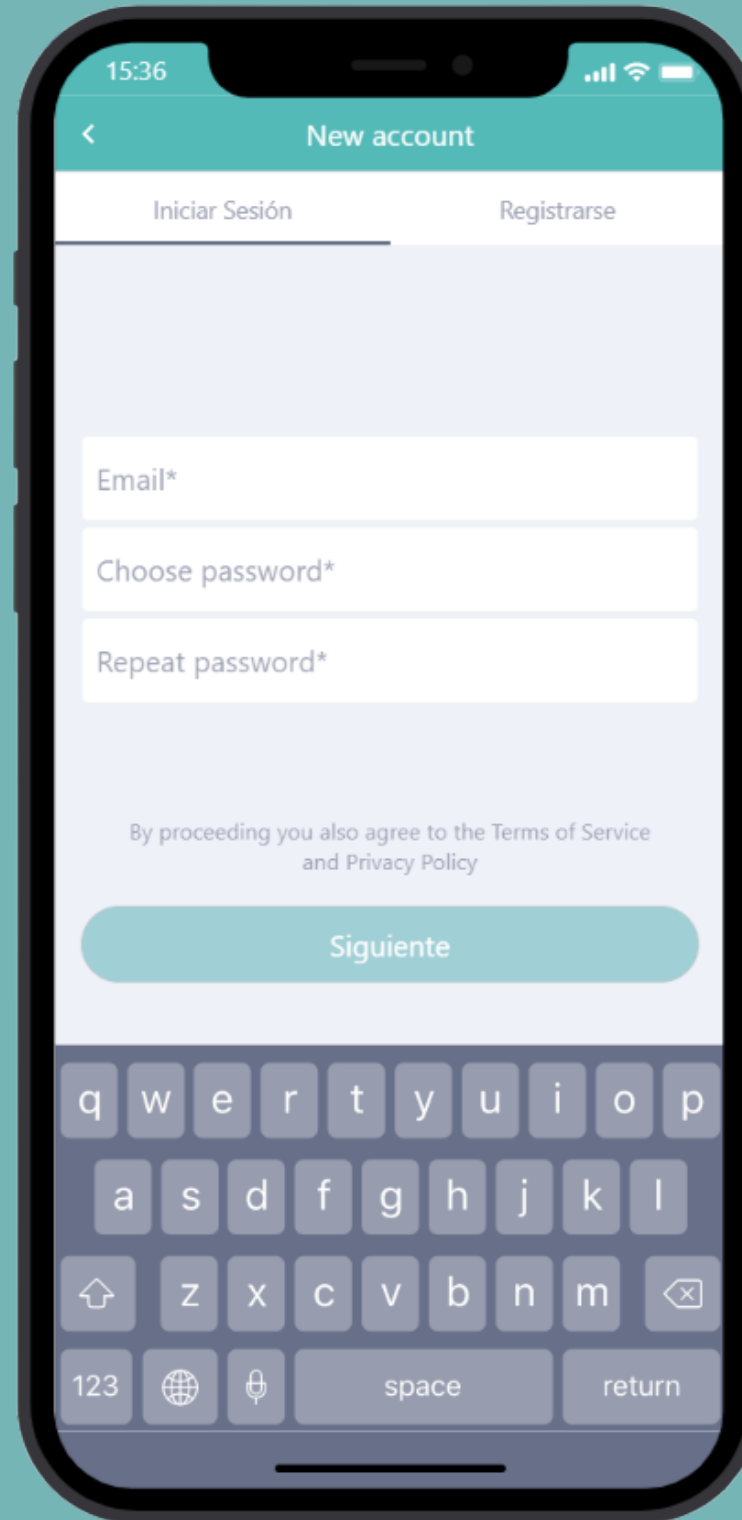 15:36
New account
Iniciar Sesión
Registrarse
Email*
Choose password*
Repeat password*
By proceeding you also agree to the Terms of Service
and Privacy Policy
Siguiente
q w e r t y u i o p
a s d f g h j k l
z x c v b n m
123 space return